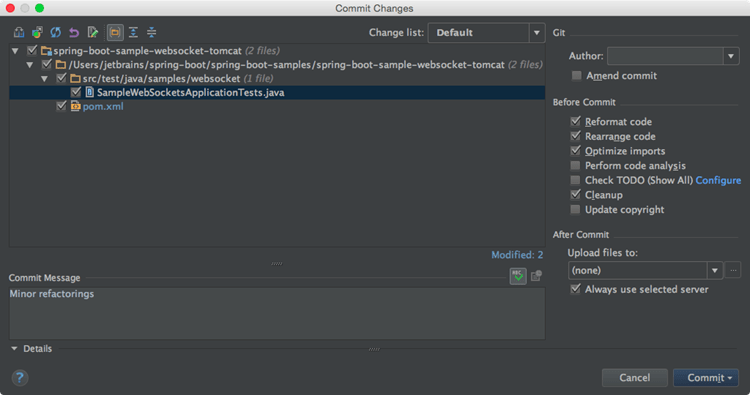 Commit Changes
Change list: Default
spring-boot-sample-websocket-tomcat (2 files)
/Users/jetbrains/spring-boot/spring-boot-samples/spring-boot-sample-websocket-tomcat (2 files)
src/test/java/samples/websocket (1 file)
SampleWebSocketsApplicationTests.java
pom.xml
Modified: 2
Commit Message
Minor refactorings
Details
Git
Author:
Amend commit
Before Commit
Reformat code
Rearrange code
Optimize imports
Perform code analysis
Check TODO (Show All) Configure
Cleanup
Update copyright
After Commit
Upload files to:
(none)
...
Always use selected server
?
Cancel
Commit